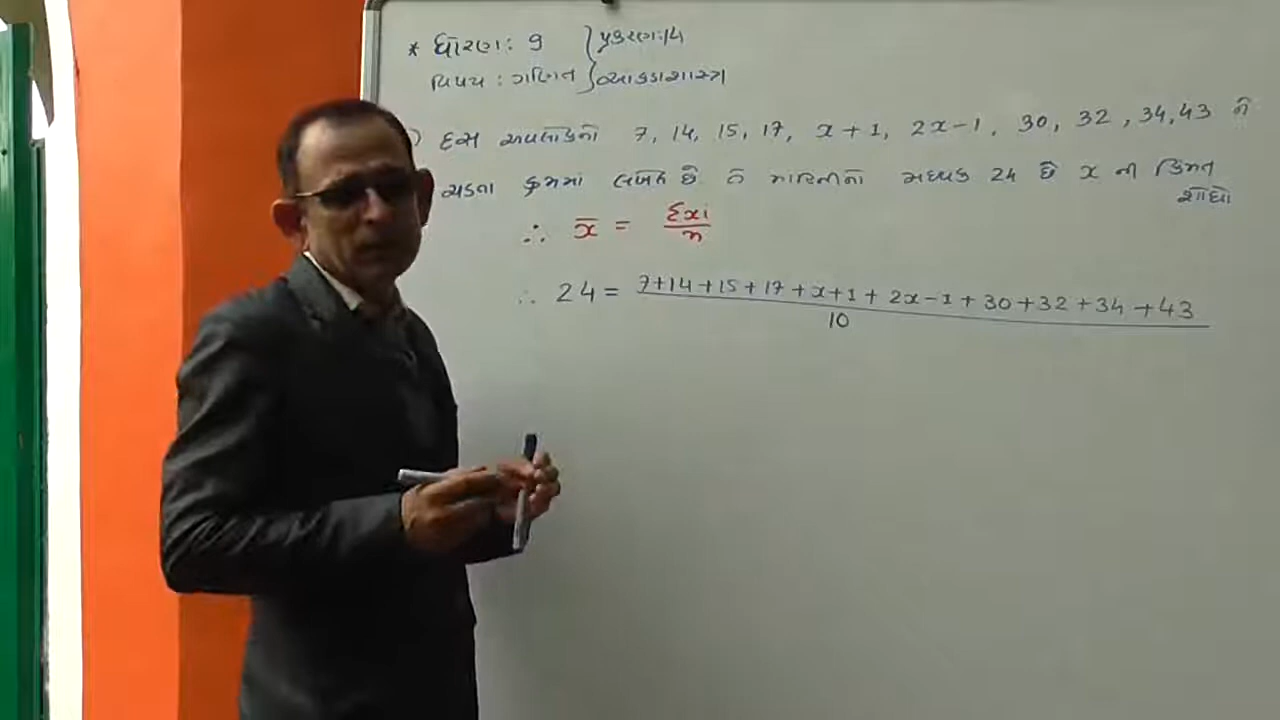 * ધોરણ : 9 } પ્રકરણ:14
વિષય : ગણિત } આંકડાશાસ્ત્ર
) દસ અવલોકનો 7, 14, 15, 17, x + 1, 2x - 1, 30, 32, 34, 43 ને
ચડતા ક્રમમાં લખેલ છે તે માહિતીનો મધ્યક 24 છે x ની કિંમત
શોધો
∴ x̄ = Σxi / n
∴ 24 = 7+14+15+17+x+1+2x-1+30+32+34+43 / 10